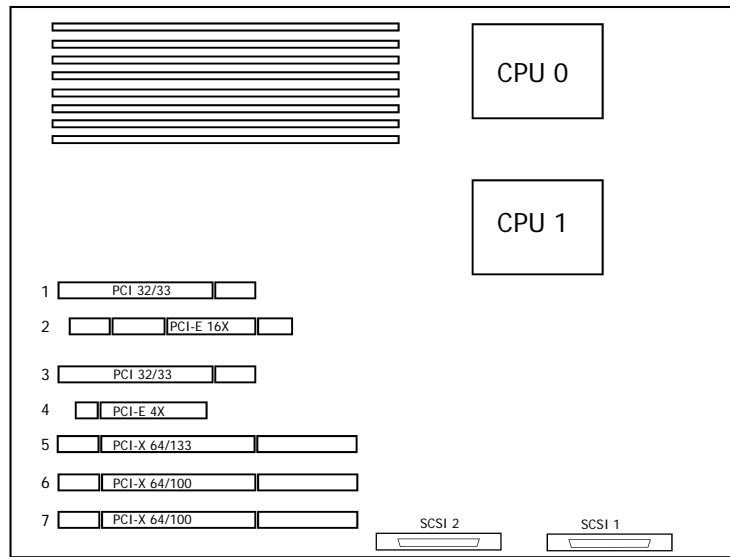 CPU 0
CPU 1
1 PCI 32/33
2 PCI-E 16X
3 PCI 32/33
4 PCI-E 4X
5 PCI-X 64/133
6 PCI-X 64/100
7 PCI-X 64/100
SCSI 2 SCSI 1